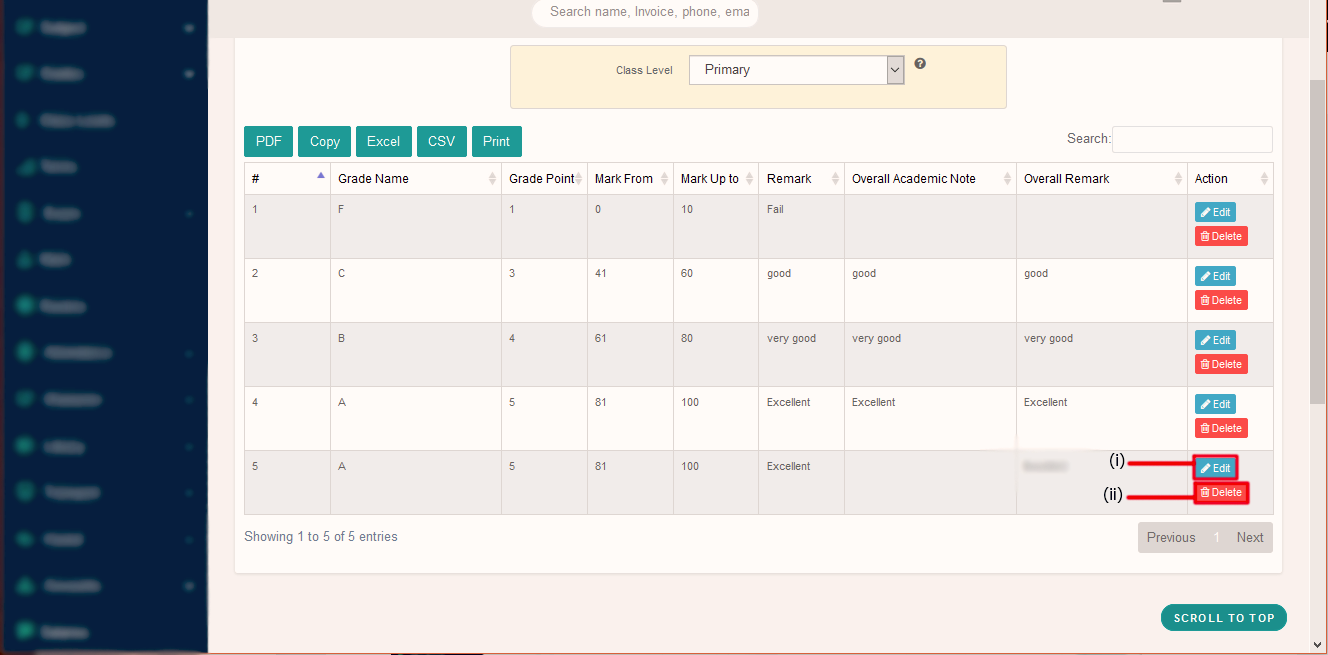 Search name, Invoice, phone, ema
Class Level Primary
PDF Copy Excel CSV Print Search:
# Grade Name Grade Point Mark From Mark Up to Remark Overall Academic Note Overall Remark Action
1 F 1 0 10 Fail Edit
Delete
2 C 3 41 60 good good good Edit
Delete
3 B 4 61 80 very good very good very good Edit
Delete
4 A 5 81 100 Excellent Excellent Excellent Edit
Delete
5 A 5 81 100 Excellent (i) Edit
(ii) Delete
Showing 1 to 5 of 5 entries Previous 1 Next
SCROLL TO TOP